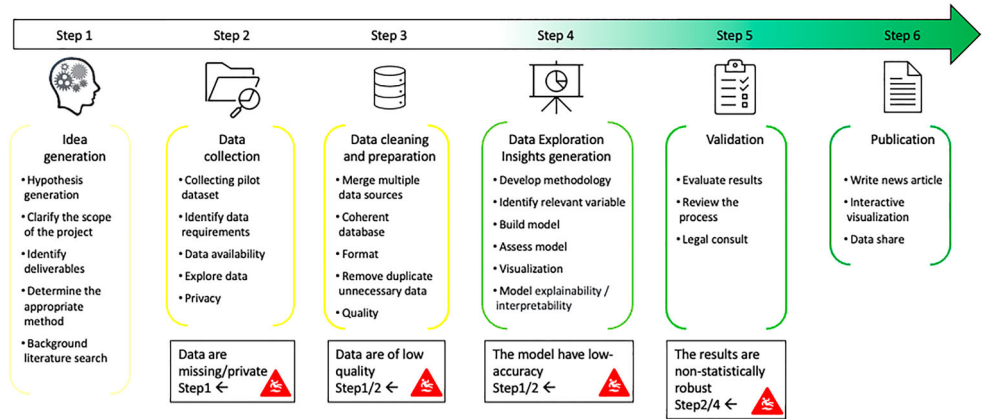 Step 1
Step 2
Step 3
Step 4
Step 5
Step 6
Idea
generation
• Hypothesis
generation
• Clarify the scope
of the project
• Identify
deliverables
• Determine the
appropriate
method
• Background
literature search
Data
collection
• Collecting pilot
dataset
• Identify data
requirements
• Data availability
• Explore data
• Privacy
Data are
missing/private
Step1 ←
Data cleaning
and preparation
• Merge multiple
data sources
• Coherent
database
• Format
• Remove duplicate
unnecessary data
• Quality
Data are of low
quality
Step1/2 ←
Data Exploration
Insights generation
• Develop methodology
• Identify relevant variable
• Build model
• Assess model
• Visualization
• Model explainability /
interpretability
The model have low-
accuracy
Step1/2 ←
Validation
• Evaluate results
• Review the
process
• Legal consult
The results are
non-statistically
robust
Step2/4 ←
Publication
• Write news article
• Interactive
visualization
• Data share